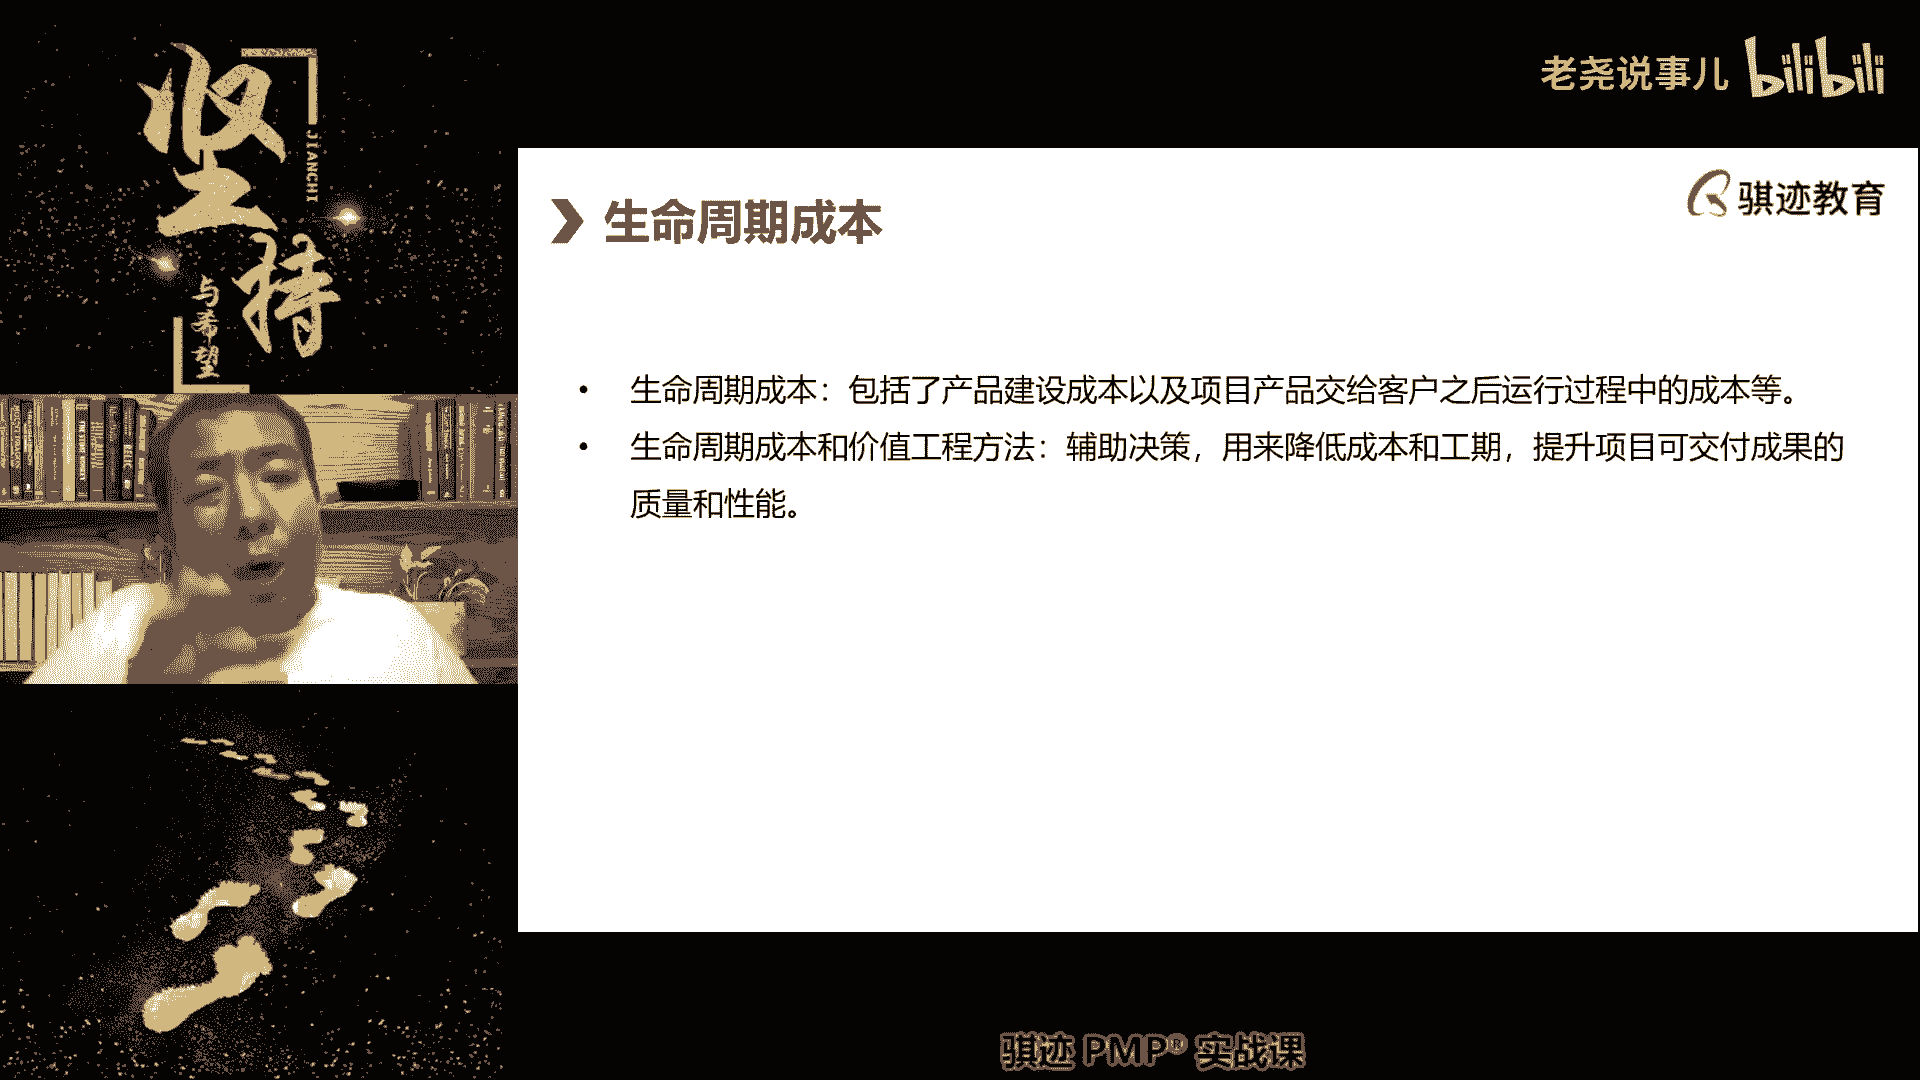 坚持
JIANCHI
与希望
老尧说事儿 bilibili
骐迹教育
生命周期成本
• 生命周期成本：包括了产品建设成本以及项目产品交给客户之后运行过程中的成本等。
• 生命周期成本和价值工程方法：辅助决策，用来降低成本和工期，提升项目可交付成果的
质量和性能。
骐迹 PMP® 实战课